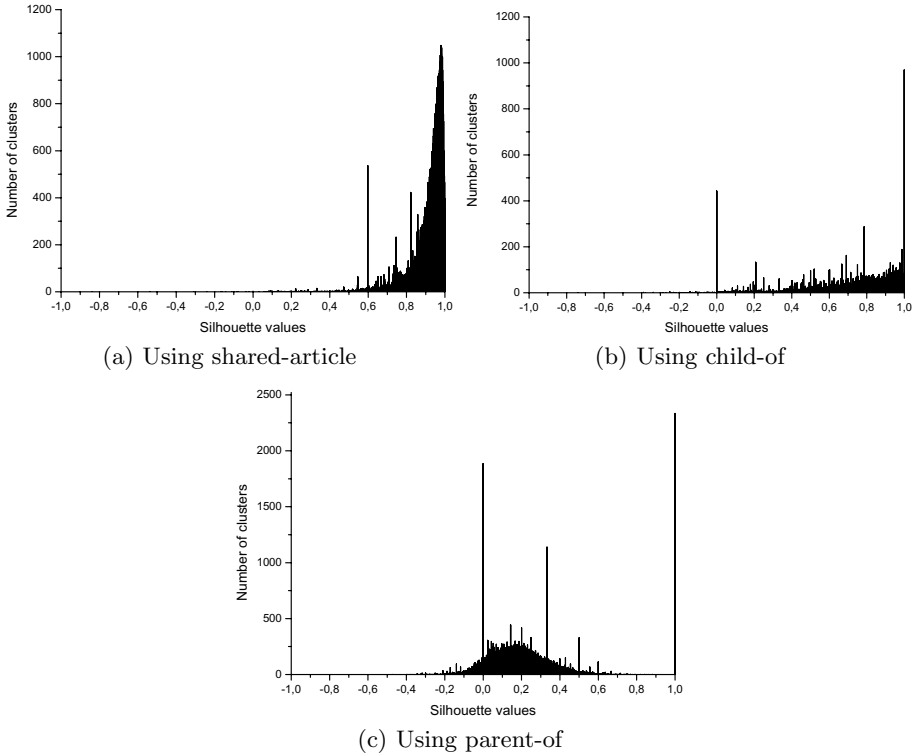 1200
1000
800
600
400
200
0
Number of clusters
-1,0 -0,8 -0,6 -0,4 -0,2 0,0 0,2 0,4 0,6 0,8 1,0
Silhouette values
(a) Using shared-article
1200
1000
800
600
400
200
0
Number of clusters
-1,0 -0,8 -0,6 -0,4 -0,2 0,0 0,2 0,4 0,6 0,8 1,0
Silhouette values
(b) Using child-of
2500
2000
1500
1000
500
0
Number of clusters
-1,0 -0,8 -0,6 -0,4 -0,2 0,0 0,2 0,4 0,6 0,8 1,0
Silhouette values
(c) Using parent-of